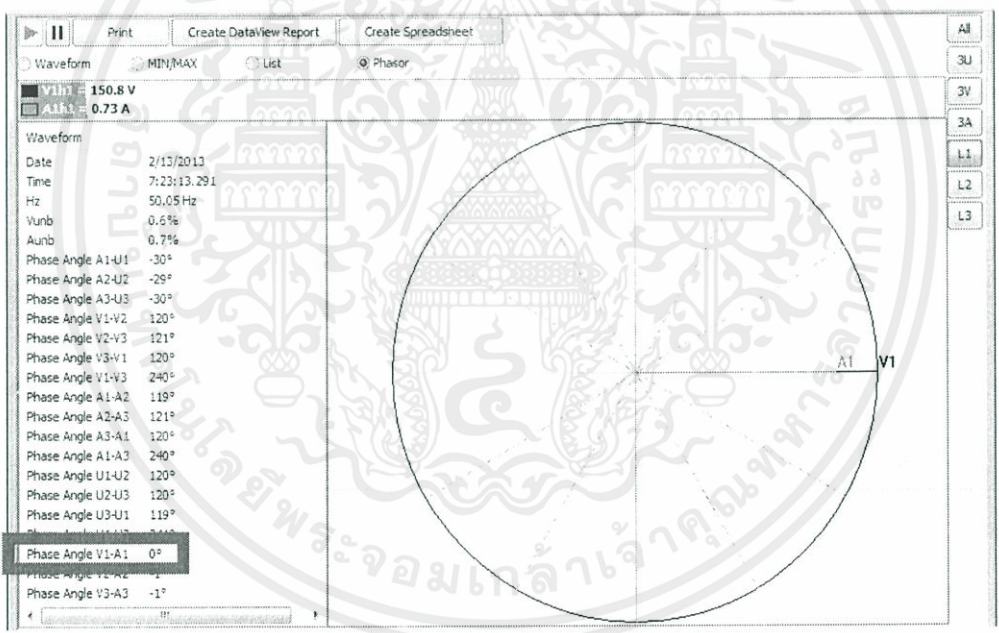 Print Create DataView Report Create Spreadsheet All
Waveform MIN/MAX List Phasor 3U
V1h1 = 150.8 V 3V
A1h1 = 0.73 A
3A
Waveform
L1
Date 2/13/2013
Time 7:23:13.291
L2
Hz 50.05 Hz
L3
Vunb 0.6%
Aunb 0.7%
Phase Angle A1-U1 -30°
Phase Angle A2-U2 -29°
Phase Angle A3-U3 -30°
Phase Angle V1-V2 120°
Phase Angle V2-V3 121°
Phase Angle V3-V1 120°
A1 V1
Phase Angle V1-V3 240°
Phase Angle A1-A2 119°
Phase Angle A2-A3 121°
Phase Angle A3-A1 120°
Phase Angle A1-A3 240°
Phase Angle U1-U2 120°
Phase Angle U2-U3 120°
Phase Angle U3-U1 119°
Phase Angle V1-A1 0°
Phase Angle V2-A2
Phase Angle V3-A3 -1°